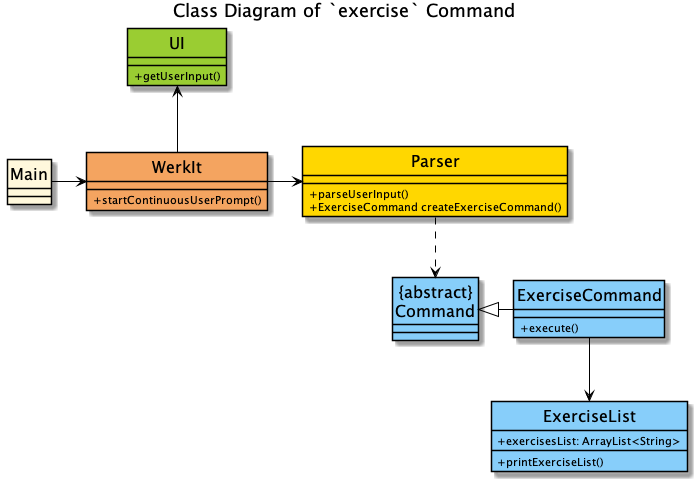 Class Diagram of `exercise` Command
UI
+getUserInput()
Main
WerkIt
+startContinuousUserPrompt()
Parser
+parseUserInput()
+ExerciseCommand createExerciseCommand()
{abstract}
Command
ExerciseCommand
+execute()
ExerciseList
+exercisesList: ArrayList<String>
+printExerciseList()